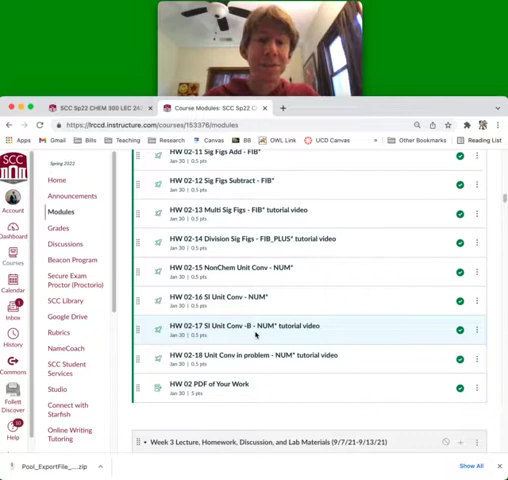 SCC Sp22 CHEM 300 LEC 24
Course Modules: SCC Sp22 C
https://lrccd.instructure.com/courses/153376/modules
Apps
Gmail
Bills
Teaching
Research
Canvas
BB
OWL Link
UCD Canvas
Other Bookmarks
Reading List
SCC
Account
Dashboard
Courses
Calendar
Inbox
History
Commons
Follett
Discover
Help
Spring 2022
Home
Announcements
Modules
Grades
Discussions
Beacon Program
Secure Exam
Proctor (Proctorio)
SCC Library
Google Drive
Rubrics
NameCoach
SCC Student
Services
Studio
Connect with
Starfish
Online Writing
Tutoring
HW 02-11 Sig Figs Add - FIB*
Jan 30 | 0.5 pts
HW 02-12 Sig Figs Subtract - FIB*
Jan 30 | 0.5 pts
HW 02-13 Multi Sig Figs - FIB* tutorial video
Jan 30 | 0.5 pts
HW 02-14 Division Sig Figs - FIB_PLUS* tutorial video
Jan 30 | 0.5 pts
HW 02-15 NonChem Unit Conv - NUM*
Jan 30 | 0.5 pts
HW 02-16 SI Unit Conv - NUM*
Jan 30 | 0.5 pts
HW 02-17 SI Unit Conv -B - NUM* tutorial video
Jan 30 | 0.5 pts
HW 02-18 Unit Conv in problem - NUM* tutorial video
Jan 30 | 0.5 pts
HW 02 PDF of Your Work
Jan 30 | 5 pts
Week 3 Lecture, Homework, Discussion, and Lab Materials (9/7/21-9/13/21)
Pool_ExportFile_....zip
Show All